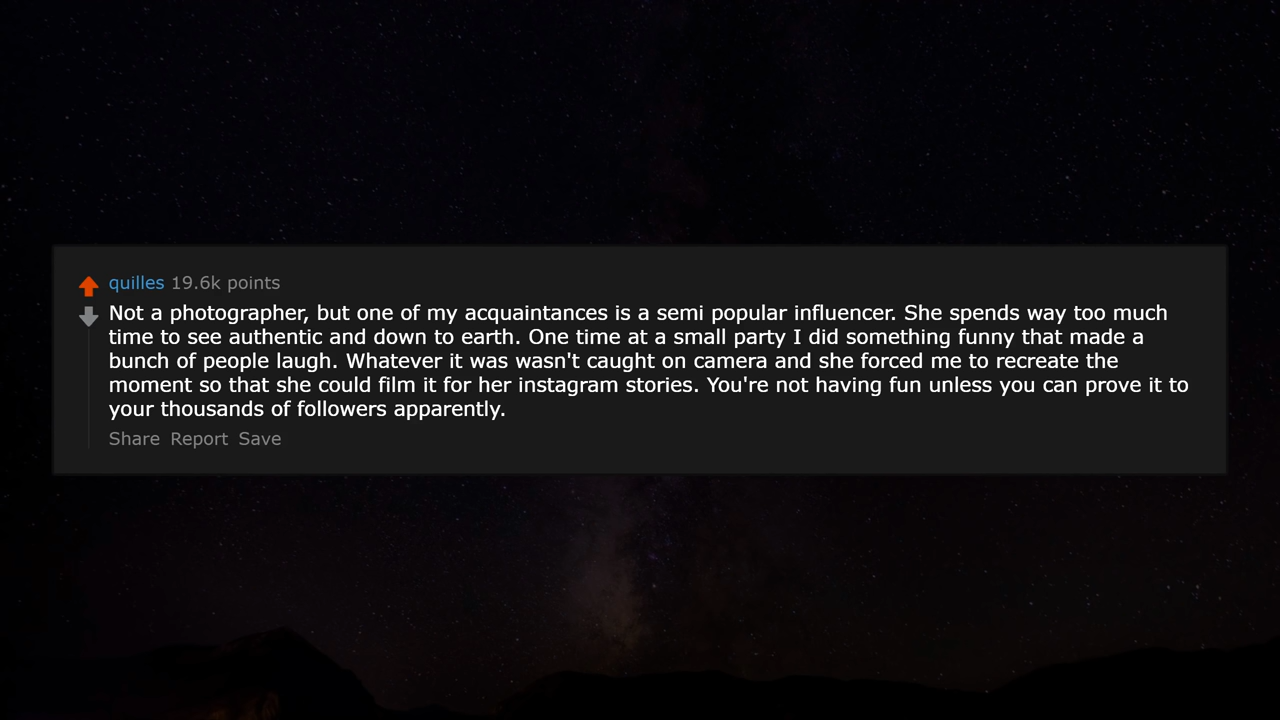 quilles 19.6k points
Not a photographer, but one of my acquaintances is a semi popular influencer. She spends way too much
time to see authentic and down to earth. One time at a small party I did something funny that made a
bunch of people laugh. Whatever it was wasn't caught on camera and she forced me to recreate the
moment so that she could film it for her instagram stories. You're not having fun unless you can prove it to
your thousands of followers apparently.
Share Report Save